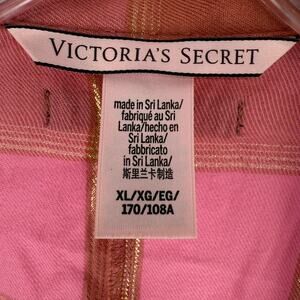 VICTORIA'S SECRET
made in Sri Lanka/
fabriqué au Sri
Lanka/hecho en
Sri Lanka/
fabbricato
in Sri Lanka/
斯里兰卡制造
XL/XG/EG/
170/108A